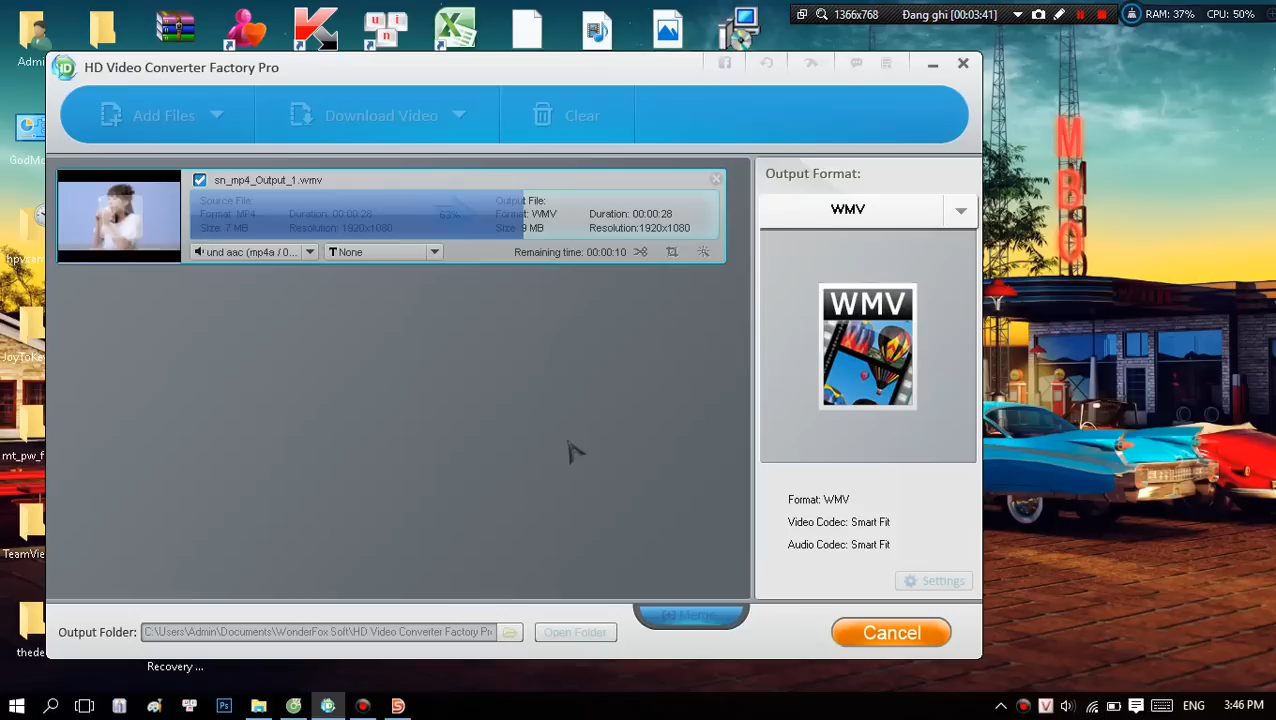 1366x768
Đang ghi [00:03:41]
RAM: 37%
CPU: 50%
HD Video Converter Factory Pro
Add Files
Download Video
Clear
sn_mp4_Output_1.wmv
Source File:
Format: MP4
Duration: 00:00:28
Size: 7 MB
Resolution: 1920x1080
63%
Output File:
Format: WMV
Duration: 00:00:28
Size: 9 MB
Resolution:1920x1080
und aac (mp4a / 0...
None
Remaining time: 00:00:10
Output Format:
WMV
WMV
Format: WMV
Video Codec: Smart Fit
Audio Codec: Smart Fit
Settings
Merge
Output Folder:
C:\Users\Admin\Documents\WonderFox Soft\HD Video Converter Factory Pr
Open Folder
Cancel
Admi
GodMo
hpvcan
JoyToKe
mt_pw_f
TeamVie
thede
Recovery ...
u n
i s
MBO
ENG
3:46 PM